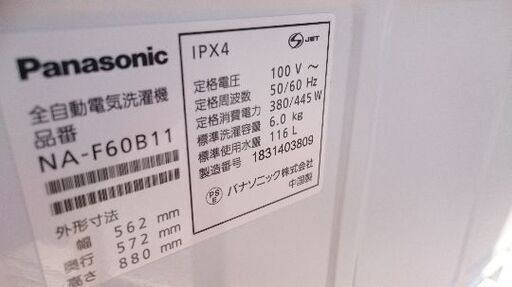 Panasonic
全自動電気洗濯機
品番
NA-F60B11
外形寸法
幅 562 mm
奥行 572 mm
高さ 880 mm
IPX4
S JET
定格電圧 100 V ～
定格周波数 50/60 Hz
定格消費電力 380/445 W
標準洗濯容量 6.0 kg
標準使用水量 116 L
製造番号 1831403809
PS
E
パナソニック株式会社
中国製